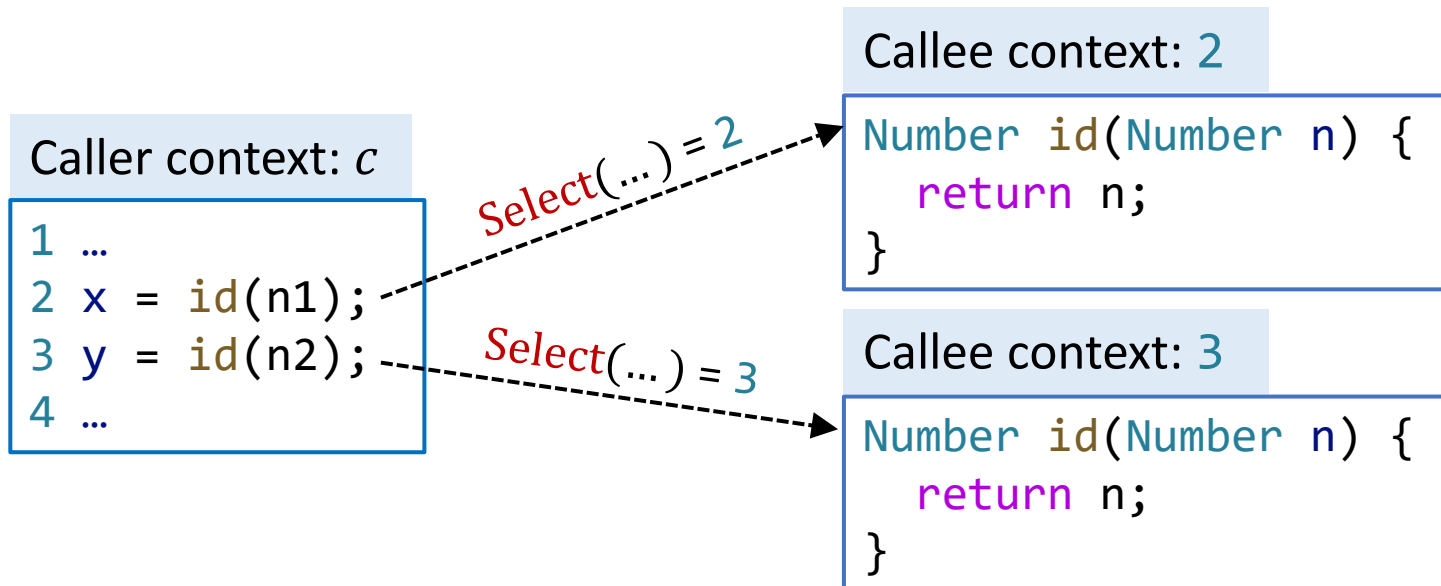 Caller context: c
1 …
2 x = id(n1);
3 y = id(n2);
4 …
Select(…) = 2
Select(…) = 3
Callee context: 2
Number id(Number n) {
return n;
}
Callee context: 3
Number id(Number n) {
return n;
}